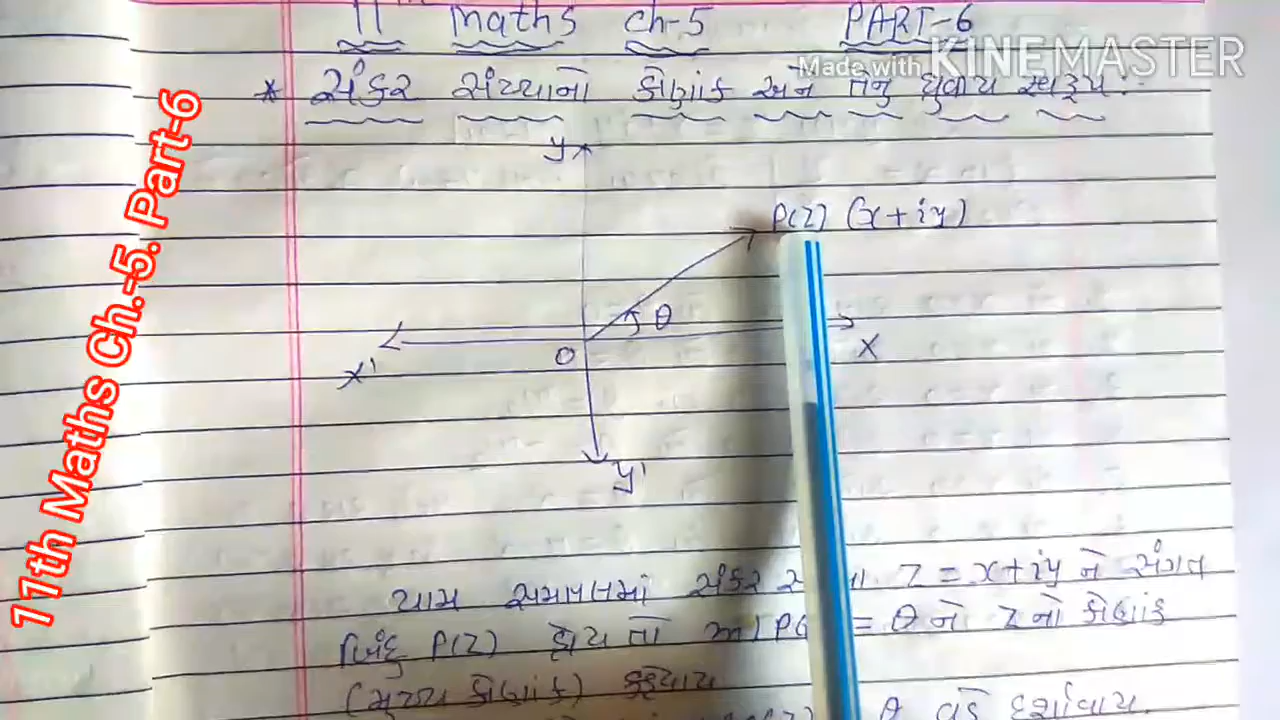 11 Maths Ch-5 PART-6
Made with KINEMASTER
* સંકર સંખ્યાનો કોણાંક અને તેનુ ધ્રુવીય સ્વરૂપ :-
11th Maths Ch.-5. Part-6
y
P(Z) (x+iy)
θ
O
X
X'
y'
સંકર Z = x+iy ને સંગત
બિંદુ P(Z) હોય તો = θ ને Z નો કોણાંક
(મુખ્ય કોણાંક) કહેવાય
θ વડે દર્શાવાય.